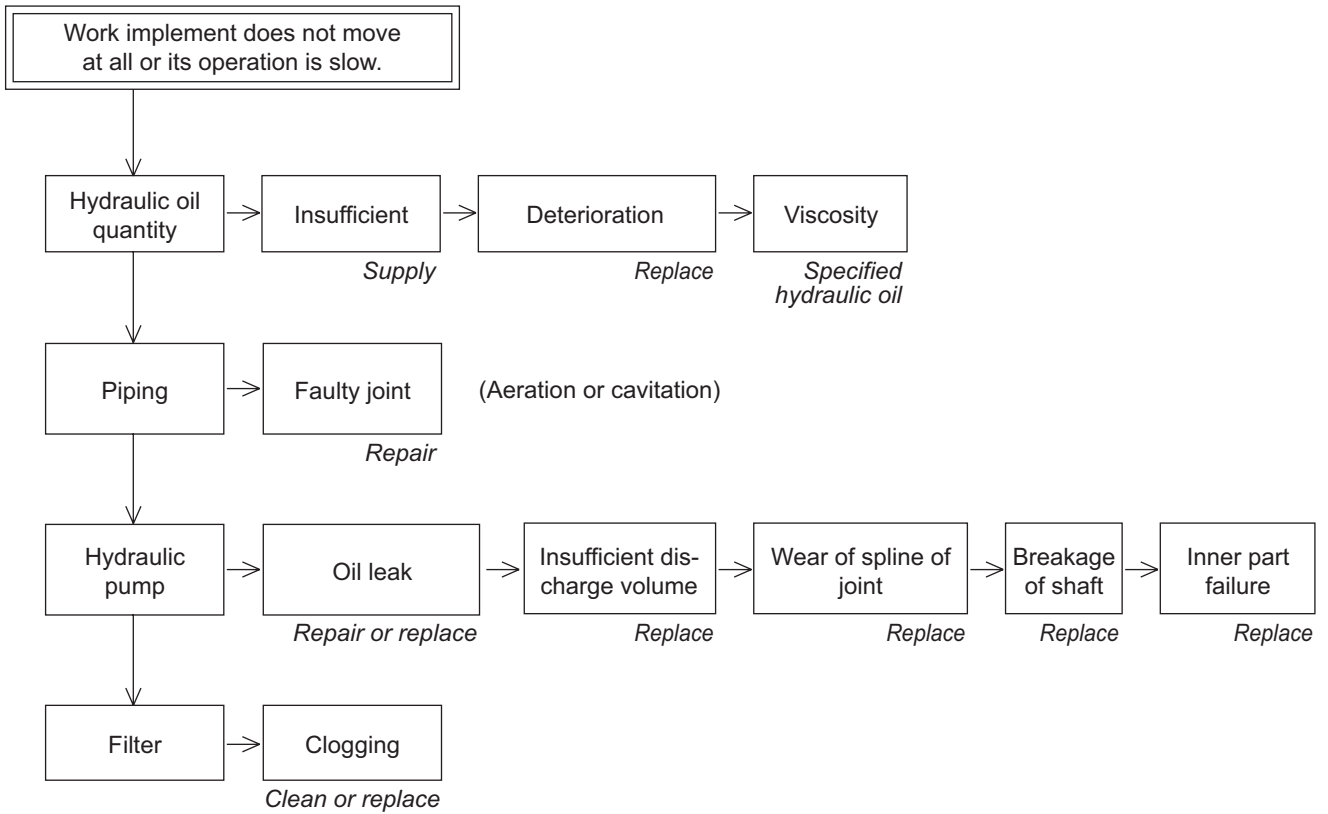 Work implement does not move
at all or its operation is slow.
Hydraulic oil
quantity
Insufficient
Supply
Deterioration
Replace
Viscosity
Specified
hydraulic oil
Piping
Faulty joint
Repair
(Aeration or cavitation)
Hydraulic
pump
Oil leak
Repair or replace
Insufficient dis-
charge volume
Replace
Wear of spline of
joint
Replace
Breakage
of shaft
Replace
Inner part
failure
Replace
Filter
Clogging
Clean or replace